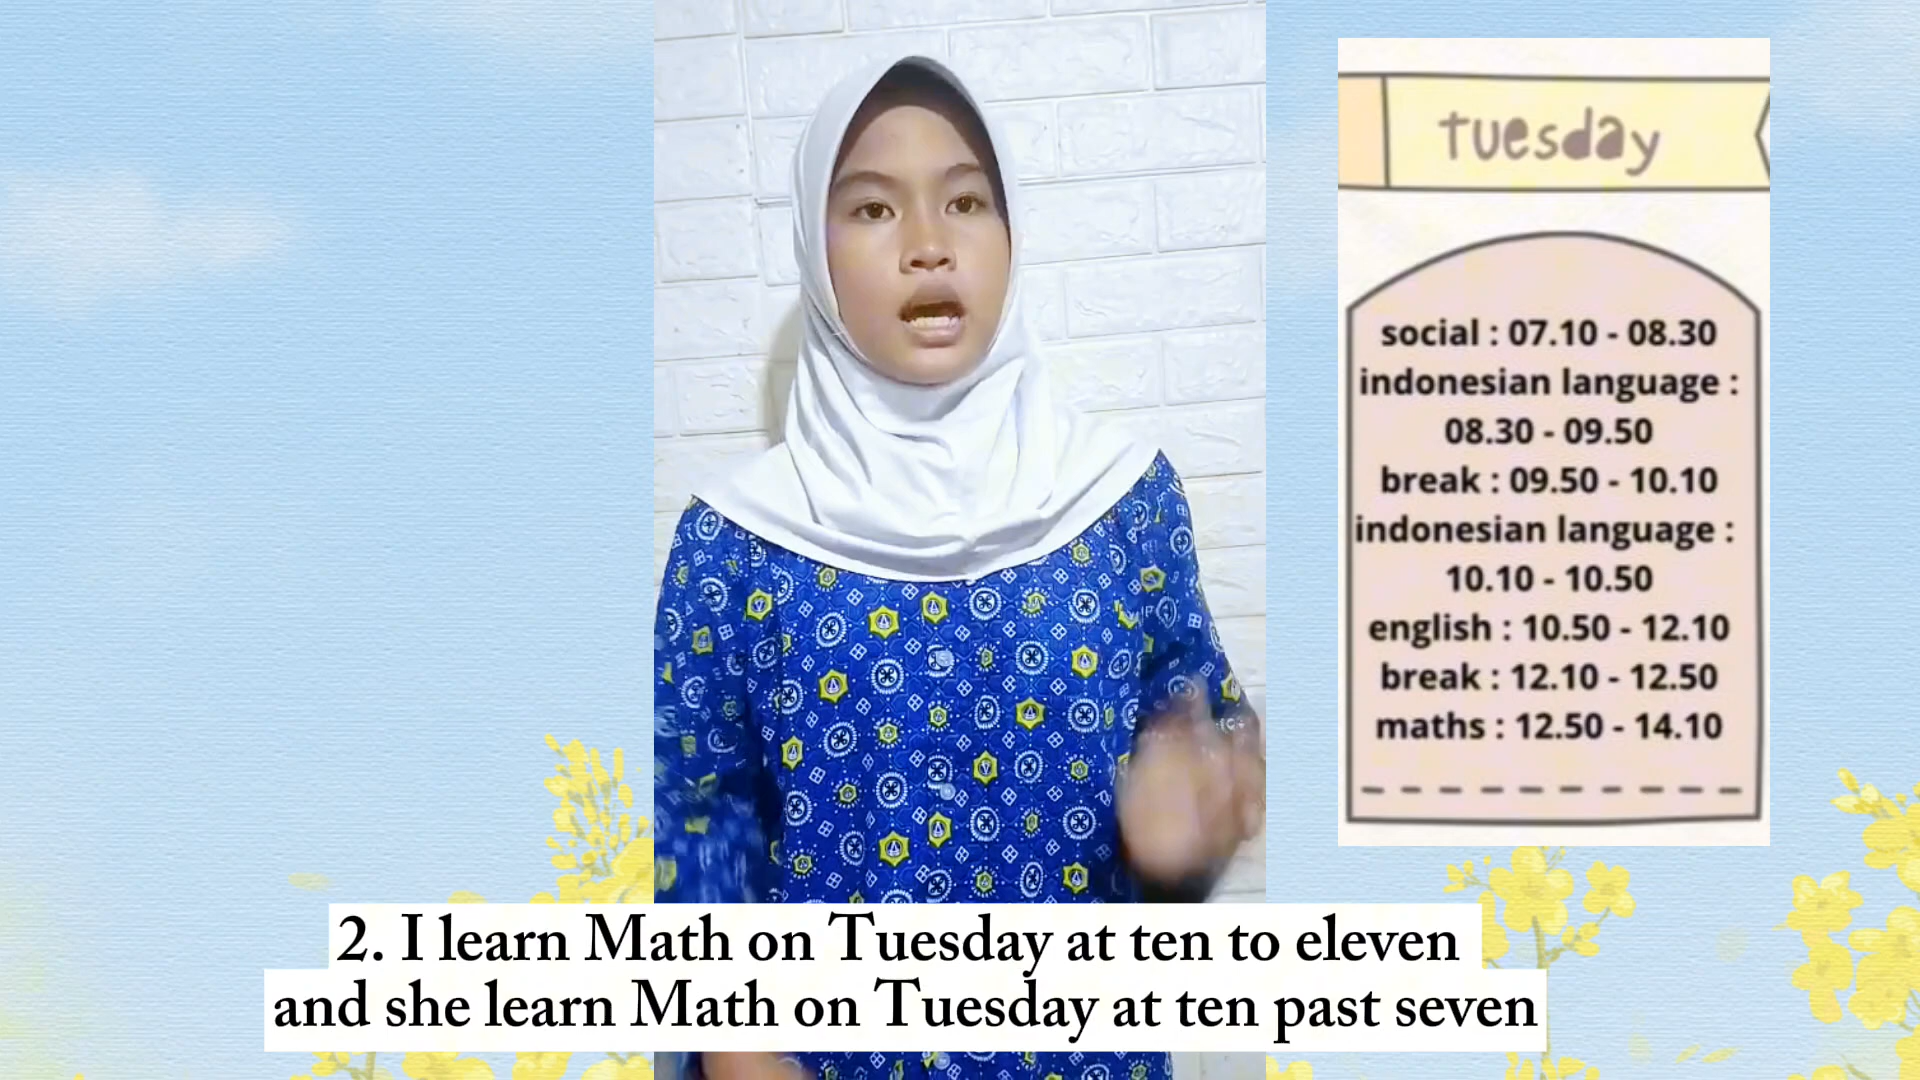 tuesday
social : 07.10 - 08.30
indonesian language :
08.30 - 09.50
break : 09.50 - 10.10
indonesian language :
10.10 - 10.50
english : 10.50 - 12.10
break : 12.10 - 12.50
maths : 12.50 - 14.10
2. I learn Math on Tuesday at ten to eleven
and she learn Math on Tuesday at ten past seven